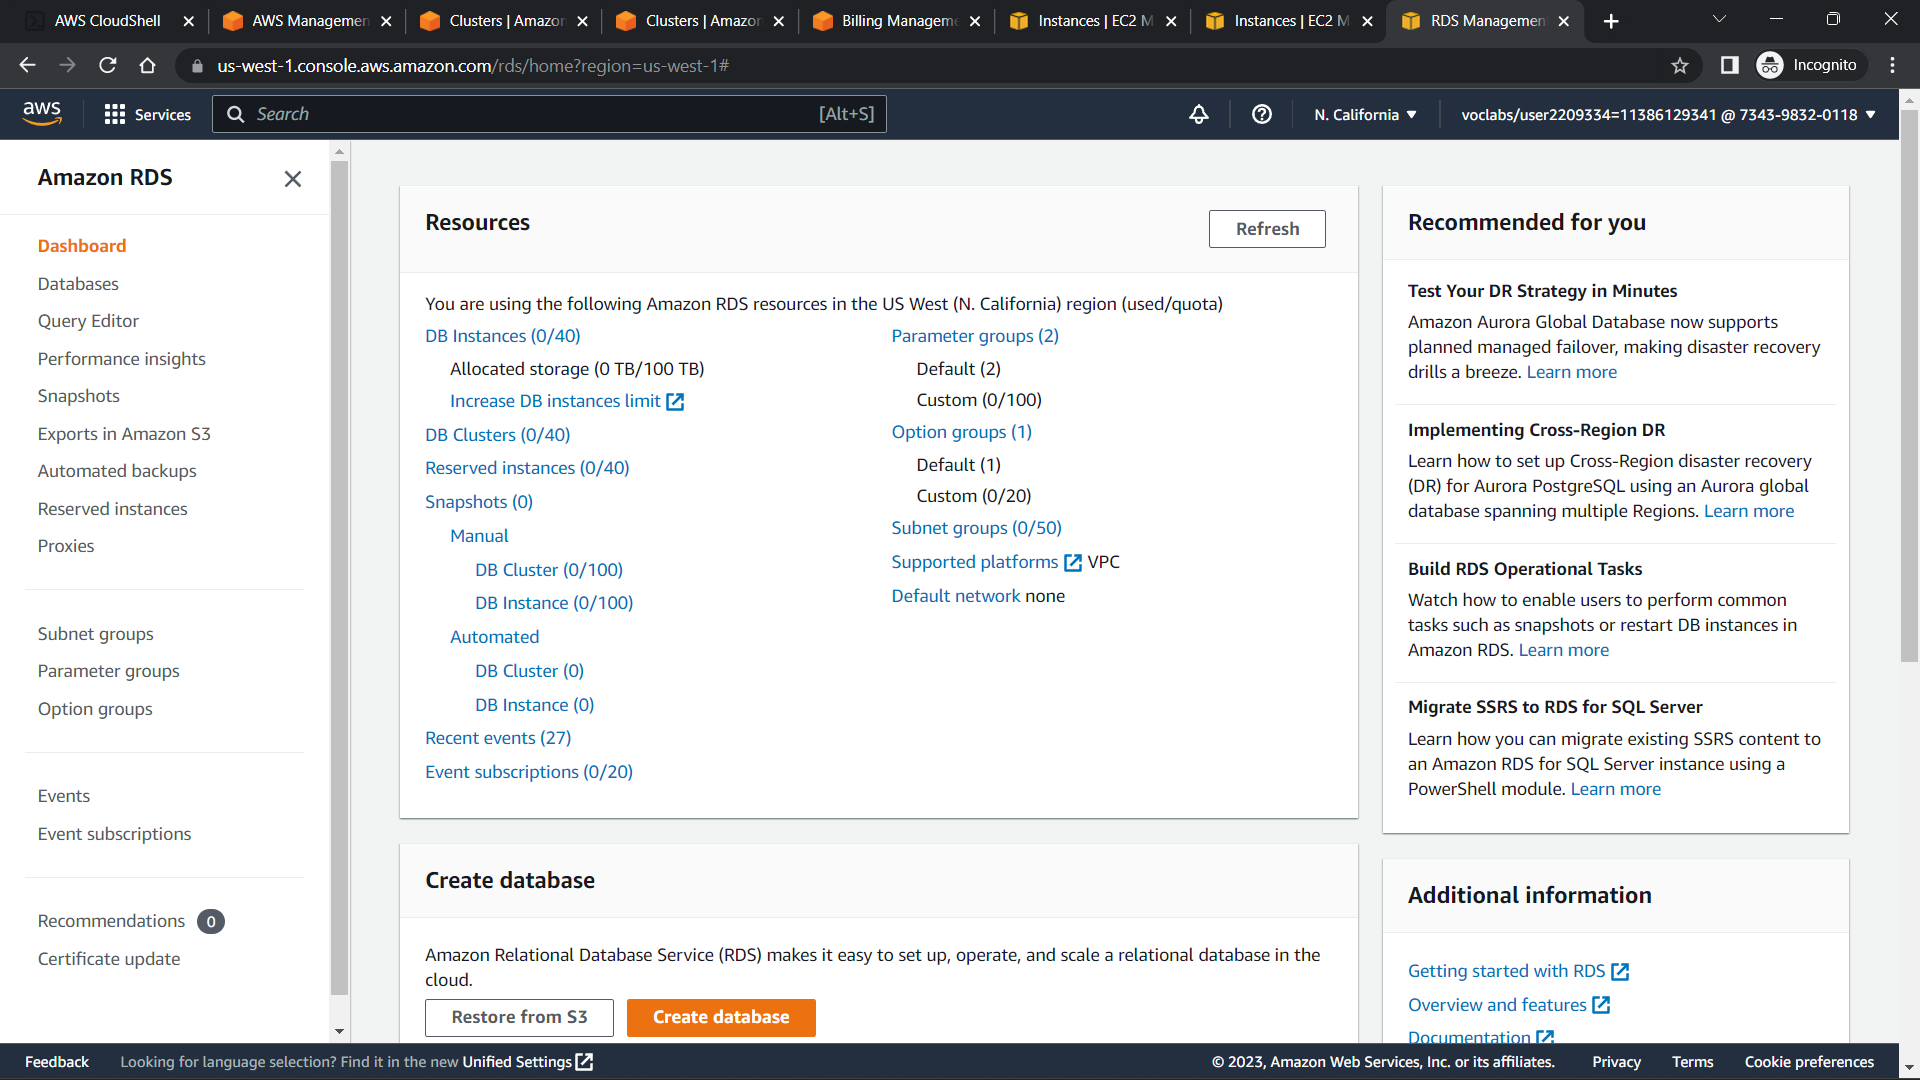 AWS CloudShell
AWS Managemen
Clusters | Amazon
Clusters | Amazon
Billing Manageme
Instances | EC2 M
Instances | EC2 M
RDS Managemen
us-west-1.console.aws.amazon.com/rds/home?region=us-west-1#
Incognito
aws
Services
Search
[Alt+S]
N. California
voclabs/user2209334=11386129341 @ 7343-9832-0118
Amazon RDS
Dashboard
Databases
Query Editor
Performance insights
Snapshots
Exports in Amazon S3
Automated backups
Reserved instances
Proxies
Subnet groups
Parameter groups
Option groups
Events
Event subscriptions
Recommendations 0
Certificate update
Resources
Refresh
You are using the following Amazon RDS resources in the US West (N. California) region (used/quota)
DB Instances (0/40)
Allocated storage (0 TB/100 TB)
Increase DB instances limit
DB Clusters (0/40)
Reserved instances (0/40)
Snapshots (0)
Manual
DB Cluster (0/100)
DB Instance (0/100)
Automated
DB Cluster (0)
DB Instance (0)
Recent events (27)
Event subscriptions (0/20)
Parameter groups (2)
Default (2)
Custom (0/100)
Option groups (1)
Default (1)
Custom (0/20)
Subnet groups (0/50)
Supported platforms VPC
Default network none
Create database
Amazon Relational Database Service (RDS) makes it easy to set up, operate, and scale a relational database in the
cloud.
Restore from S3
Create database
Recommended for you
Test Your DR Strategy in Minutes
Amazon Aurora Global Database now supports
planned managed failover, making disaster recovery
drills a breeze. Learn more
Implementing Cross-Region DR
Learn how to set up Cross-Region disaster recovery
(DR) for Aurora PostgreSQL using an Aurora global
database spanning multiple Regions. Learn more
Build RDS Operational Tasks
Watch how to enable users to perform common
tasks such as snapshots or restart DB instances in
Amazon RDS. Learn more
Migrate SSRS to RDS for SQL Server
Learn how you can migrate existing SSRS content to
an Amazon RDS for SQL Server instance using a
PowerShell module. Learn more
Additional information
Getting started with RDS
Overview and features
Documentation
Feedback
Looking for language selection? Find it in the new Unified Settings
© 2023, Amazon Web Services, Inc. or its affiliates.
Privacy
Terms
Cookie preferences